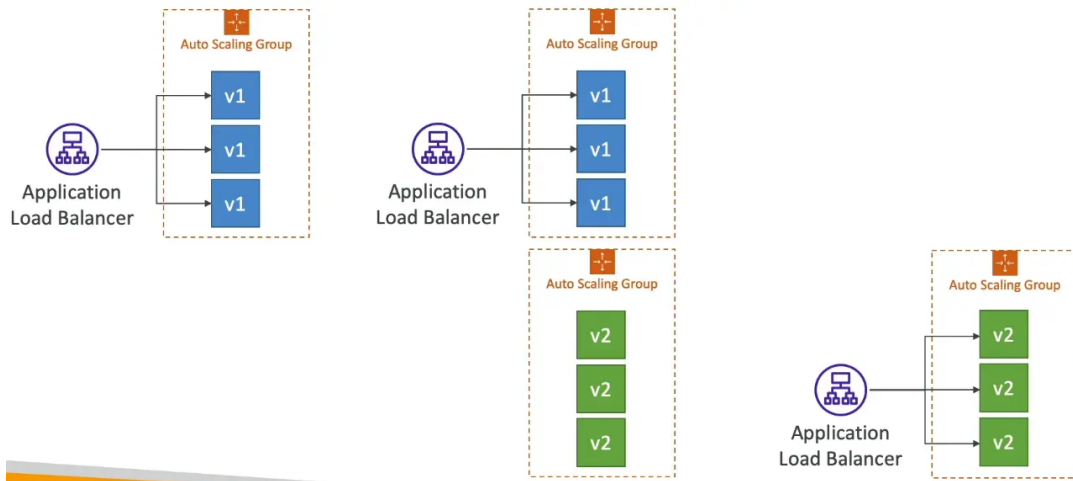 Auto Scaling Group
v1
v1
v1
Application
Load Balancer
Auto Scaling Group
v1
v1
v1
Application
Load Balancer
Auto Scaling Group
v2
v2
v2
Auto Scaling Group
v2
v2
v2
Application
Load Balancer